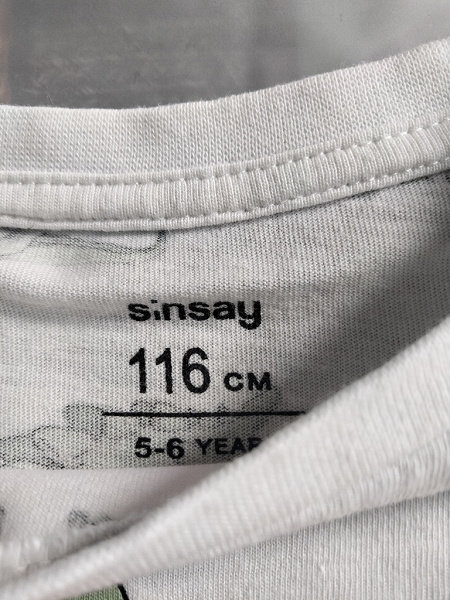 sinsay
116 CM
5-6 YEAR